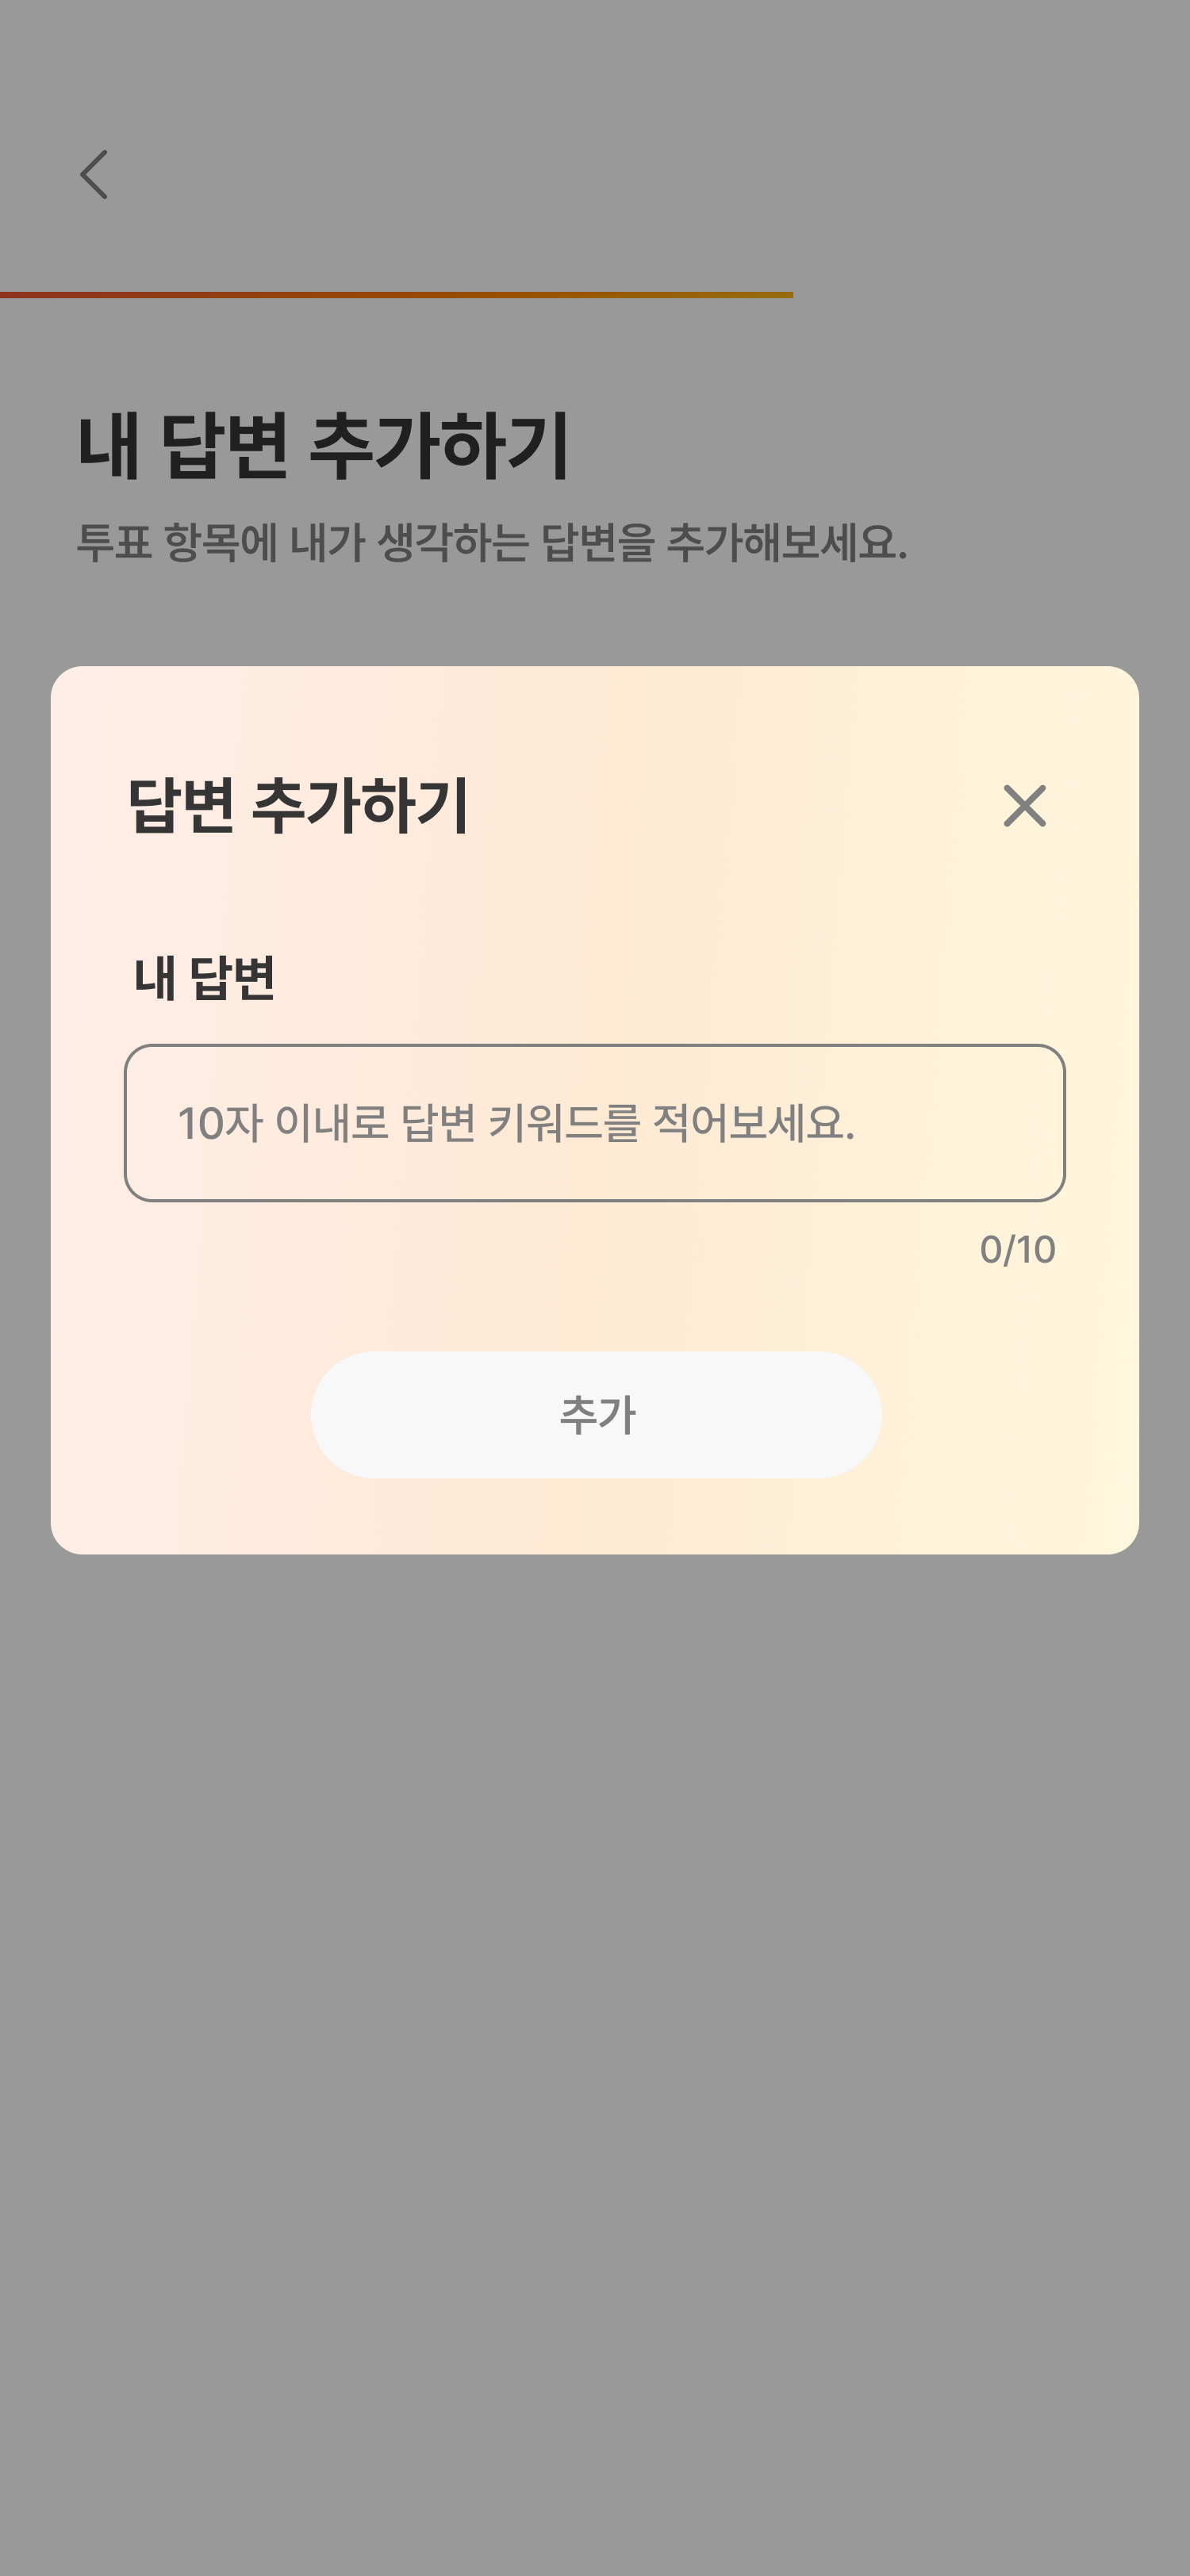 내 답변 추가하기
투표 항목에 내가 생각하는 답변을 추가해보세요.
답변 추가하기
내 답변
10자 이내로 답변 키워드를 적어보세요.
0/10
추가